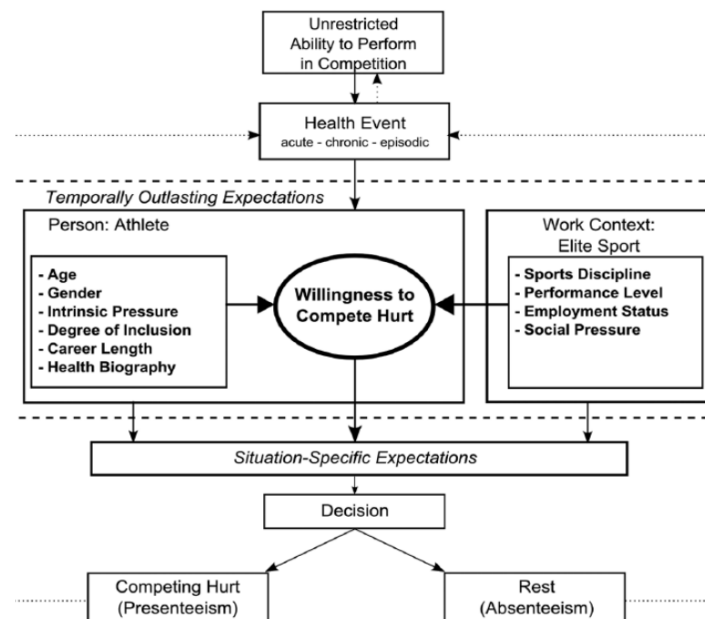 Unrestricted
Ability to Perform
in Competition
Health Event
acute - chronic - episodic
Temporally Outlasting Expectations
Person: Athlete
- Age
- Gender
- Intrinsic Pressure
- Degree of Inclusion
- Career Length
- Health Biography
Willingness to
Compete Hurt
Work Context:
Elite Sport
- Sports Discipline
- Performance Level
- Employment Status
- Social Pressure
Situation-Specific Expectations
Decision
Competing Hurt
(Presenteeism)
Rest
(Absenteeism)